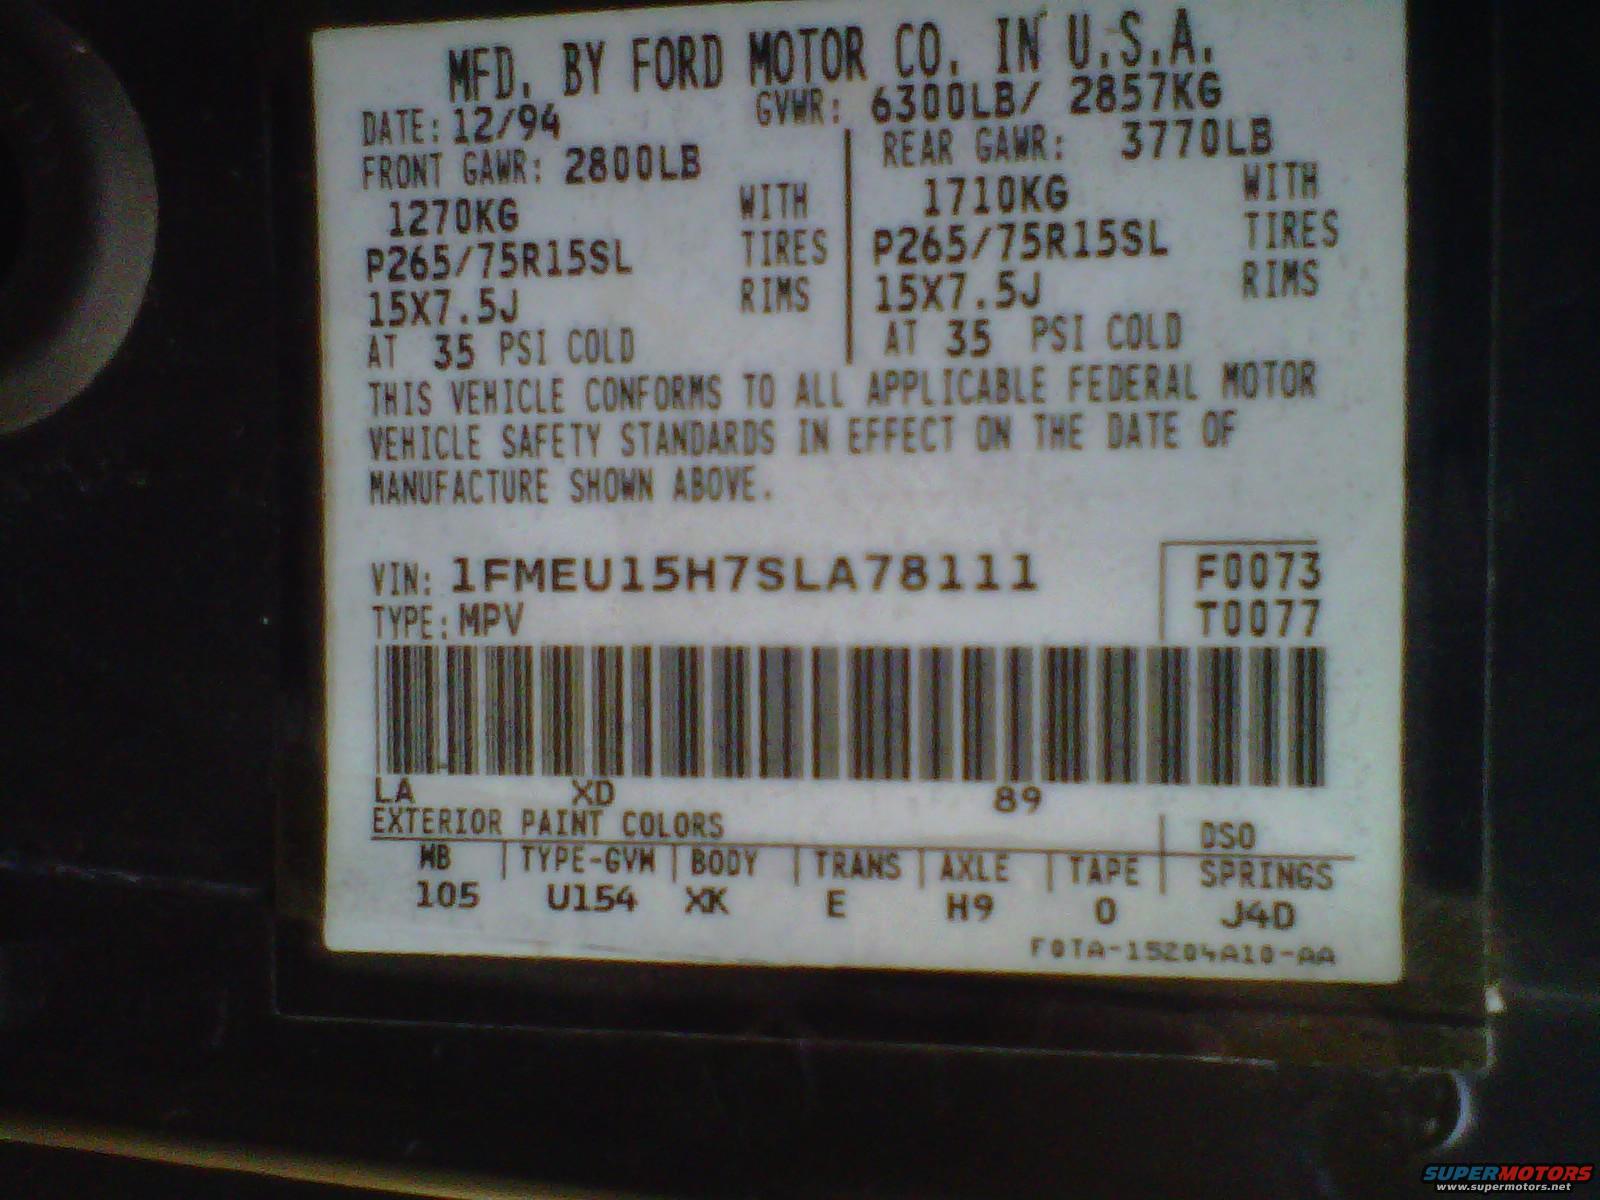 MFD. BY FORD MOTOR CO. IN U.S.A.
DATE: 12/94 GVWR: 6300LB/ 2857KG
FRONT GAWR: 2800LB REAR GAWR: 3770LB
1270KG WITH 1710KG WITH
P265/75R15SL TIRES P265/75R15SL TIRES
15X7.5J RIMS 15X7.5J RIMS
AT 35 PSI COLD AT 35 PSI COLD
THIS VEHICLE CONFORMS TO ALL APPLICABLE FEDERAL MOTOR
VEHICLE SAFETY STANDARDS IN EFFECT ON THE DATE OF
MANUFACTURE SHOWN ABOVE.
VIN: 1FMEU15H7SLA78111 F0073
TYPE: MPV T0077
LA XD 89
EXTERIOR PAINT COLORS DSO
WB TYPE-GVW BODY TRANS AXLE TAPE SPRINGS
105 U154 XK E H9 0 J4D
F0TA-15204A10-AA
SUPERMOTORS
www.supermotors.net